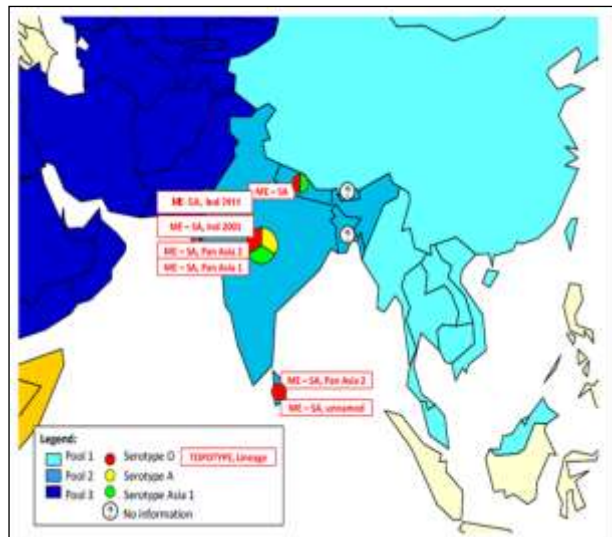 ME – SA
ME-SA, Ind 2011
ME – SA, Ind 2001
ME – SA, Pan Asia 2
ME – SA, Pan Asia 1
ME – SA, Pan Asia 2
ME – SA, unnamed
Legend:
Pool 1
Pool 2
Pool 3
Serotype O
Serotype A
Serotype Asia 1
No information
TOPOTYPE, Lineage